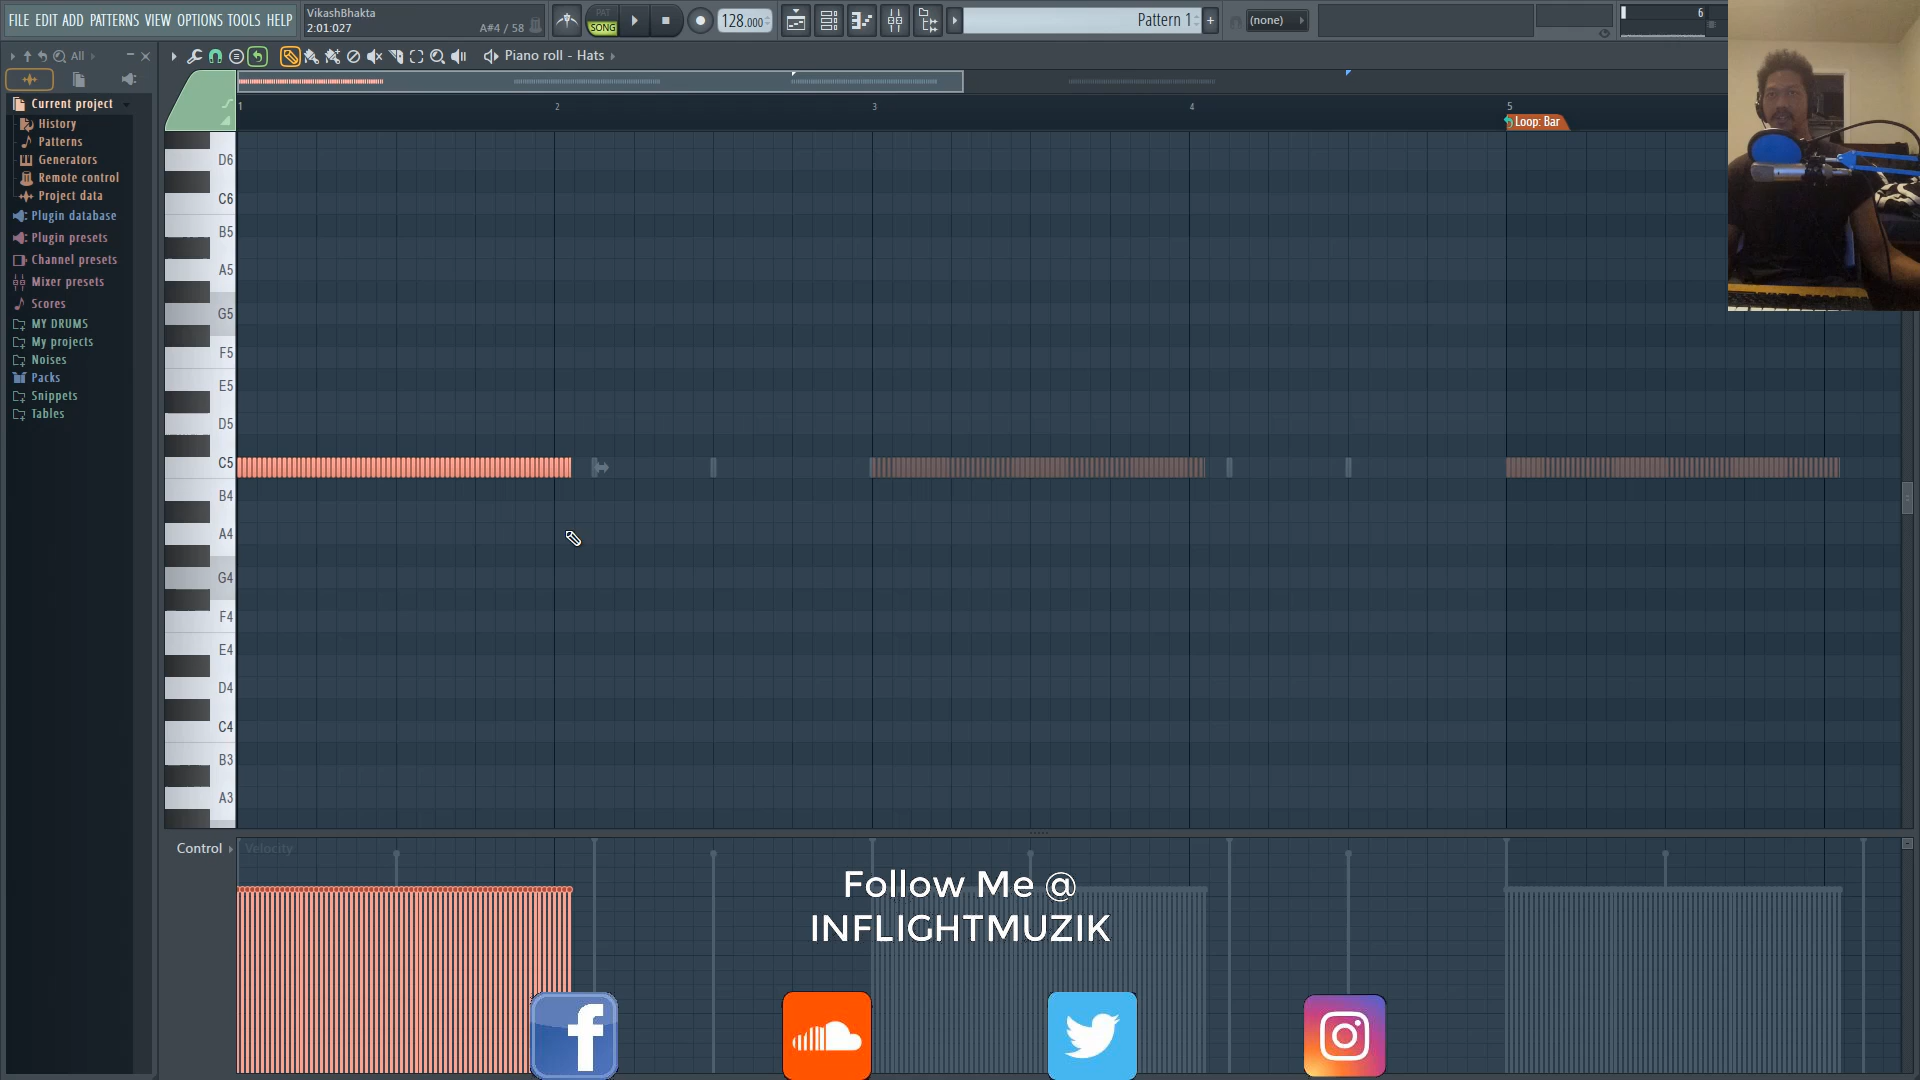 FILE EDIT ADD PATTERNS VIEW OPTIONS TOOLS HELP
VikashBhakta
2:01:027
A#4 / 58
PAT
SONG
128.000
Pattern 1
+
(none)
6
All
Piano roll - Hats
Current project
History
Patterns
Generators
Remote control
Project data
Plugin database
Plugin presets
Channel presets
Mixer presets
Scores
MY DRUMS
My projects
Noises
Packs
Snippets
Tables
1
2
3
4
5
Loop: Bar
D6
C6
B5
A5
G5
F5
E5
D5
C5
B4
A4
G4
F4
E4
D4
C4
B3
A3
Control
Velocity
Follow Me @
INFLIGHTMUZIK